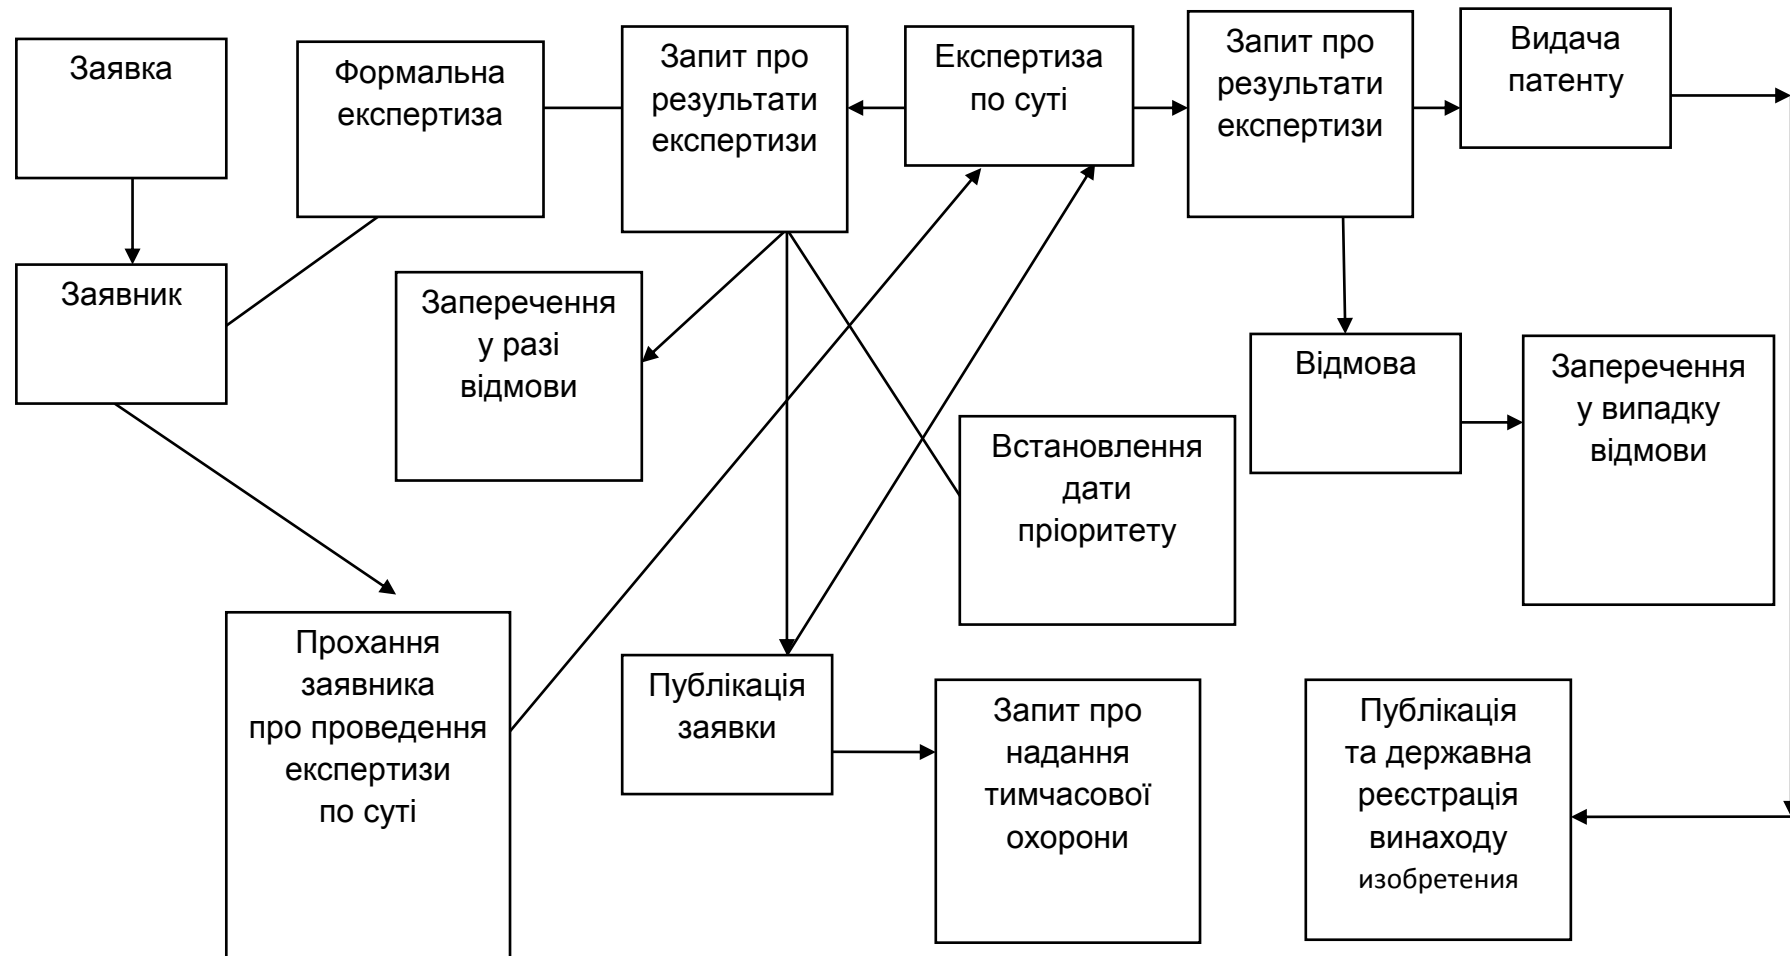 Заявка
Формальна
експертиза
Запит про
результати
експертизи
Експертиза
по суті
Запит про
результати
експертизи
Видача
патенту
Заявник
Заперечення
у разі
відмови
Встановлення
дати
пріоритету
Відмова
Заперечення
у випадку
відмови
Прохання
заявника
про проведення
експертизи
по суті
Публікація
заявки
Запит про
надання
тимчасової
охорони
Публікація
та державна
реєстрація
винаходу
изобретения